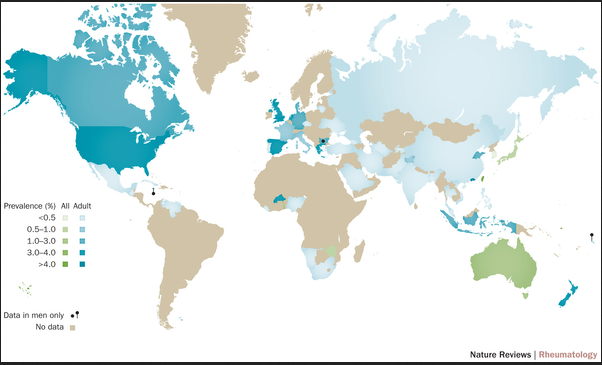 Prevalence (%) All Adult
<0.5
0.5–1.0
1.0–3.0
3.0–4.0
>4.0
Data in men only
No data
Nature Reviews | Rheumatology